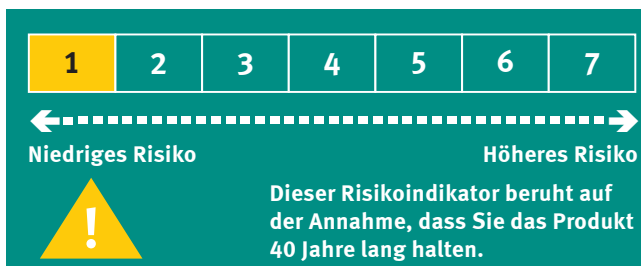 1 2 3 4 5 6 7
Niedriges Risiko Höheres Risiko
!
Dieser Risikoindikator beruht auf
der Annahme, dass Sie das Produkt
40 Jahre lang halten.